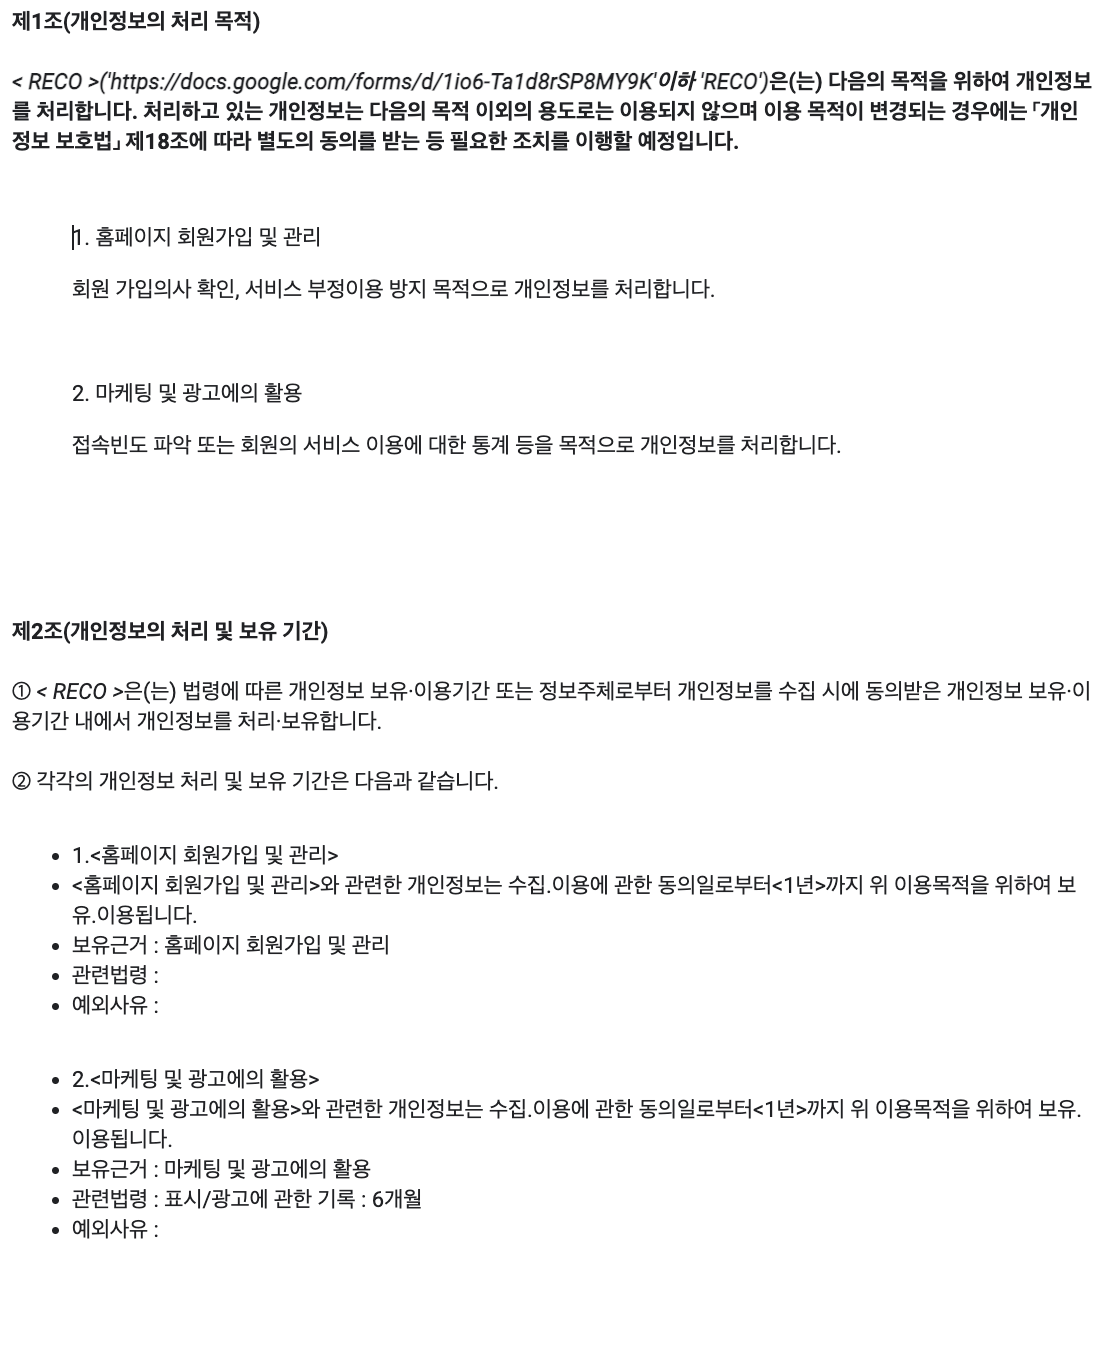 제1조(개인정보의 처리 목적)
< RECO >('https://docs.google.com/forms/d/1io6-Ta1d8rSP8MY9K'이하 'RECO')은(는) 다음의 목적을 위하여 개인정보
를 처리합니다. 처리하고 있는 개인정보는 다음의 목적 이외의 용도로는 이용되지 않으며 이용 목적이 변경되는 경우에는 「개인
정보 보호법」 제18조에 따라 별도의 동의를 받는 등 필요한 조치를 이행할 예정입니다.
1. 홈페이지 회원가입 및 관리
회원 가입의사 확인, 서비스 부정이용 방지 목적으로 개인정보를 처리합니다.
2. 마케팅 및 광고에의 활용
접속빈도 파악 또는 회원의 서비스 이용에 대한 통계 등을 목적으로 개인정보를 처리합니다.
제2조(개인정보의 처리 및 보유 기간)
① < RECO >은(는) 법령에 따른 개인정보 보유·이용기간 또는 정보주체로부터 개인정보를 수집 시에 동의받은 개인정보 보유·이
용기간 내에서 개인정보를 처리·보유합니다.
② 각각의 개인정보 처리 및 보유 기간은 다음과 같습니다.
• 1.<홈페이지 회원가입 및 관리>
• <홈페이지 회원가입 및 관리>와 관련한 개인정보는 수집.이용에 관한 동의일로부터<1년>까지 위 이용목적을 위하여 보
유.이용됩니다.
• 보유근거 : 홈페이지 회원가입 및 관리
• 관련법령 :
• 예외사유 :
• 2.<마케팅 및 광고에의 활용>
• <마케팅 및 광고에의 활용>와 관련한 개인정보는 수집.이용에 관한 동의일로부터<1년>까지 위 이용목적을 위하여 보유.
이용됩니다.
• 보유근거 : 마케팅 및 광고에의 활용
• 관련법령 : 표시/광고에 관한 기록 : 6개월
• 예외사유 :